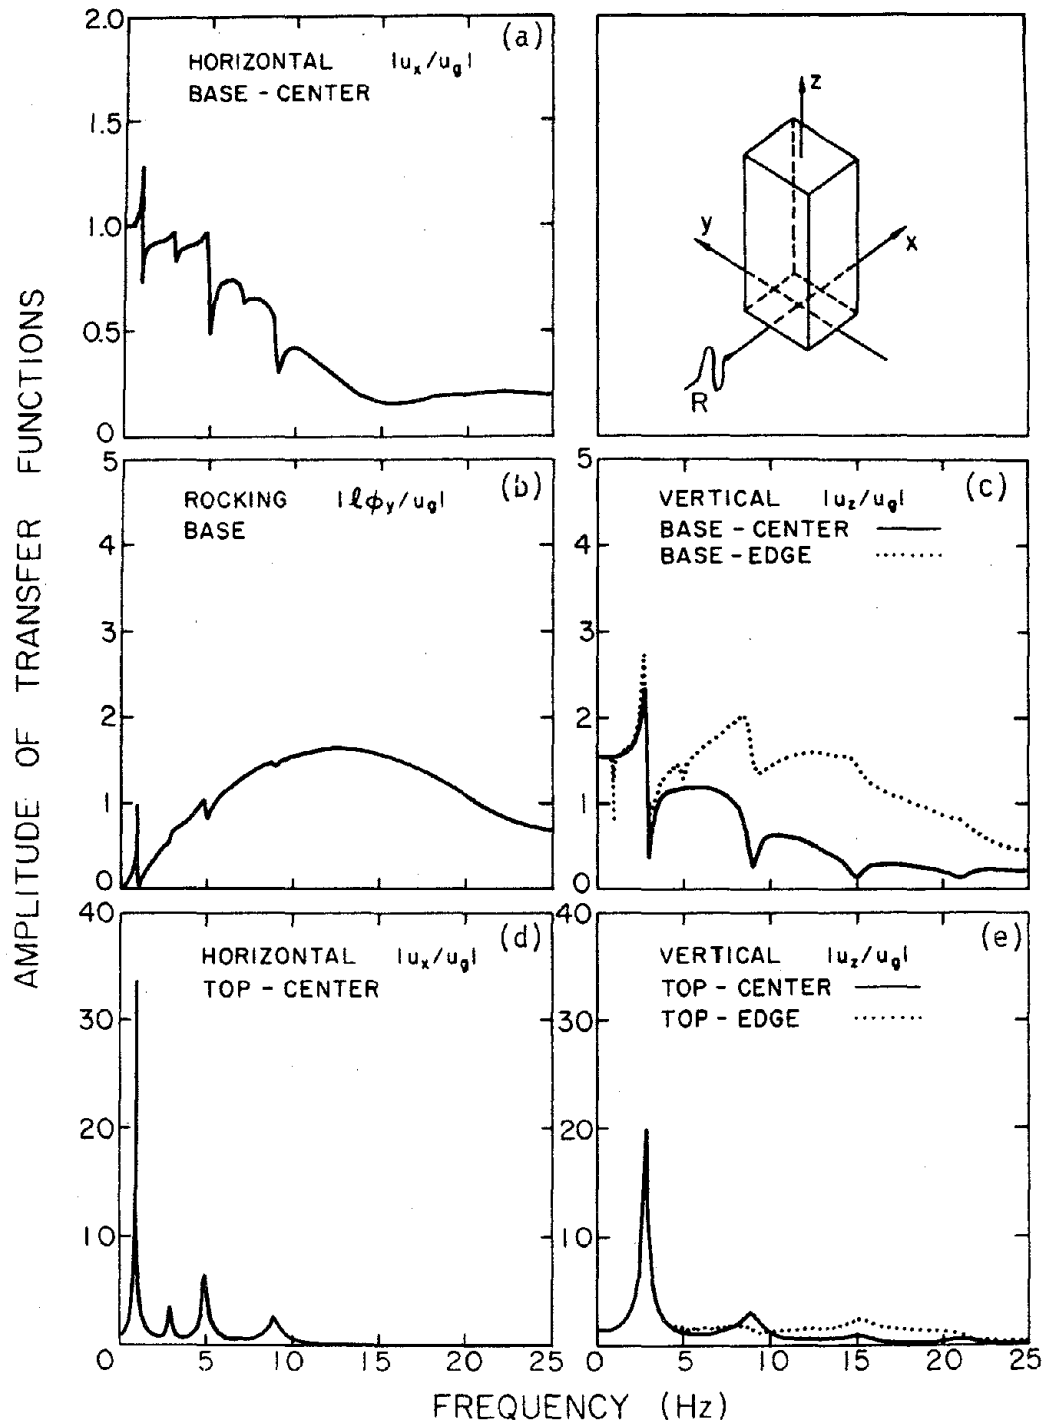 AMPLITUDE OF TRANSFER FUNCTIONS
2.0
1.5
1.0
0.5
0
(a)
HORIZONTAL |uₓ/u_g|
BASE - CENTER
z
y
x
R
5
4
3
2
1
0
(b)
ROCKING |ℓϕ_y/u_g|
BASE
5
4
3
2
1
0
(c)
VERTICAL |u_z/u_g|
BASE - CENTER
BASE - EDGE
40
30
20
10
0 5 10 15 20 25
(d)
HORIZONTAL |uₓ/u_g|
TOP - CENTER
40
30
20
10
0 5 10 15 20 25
(e)
VERTICAL |u_z/u_g|
TOP - CENTER
TOP - EDGE
FREQUENCY (Hz)